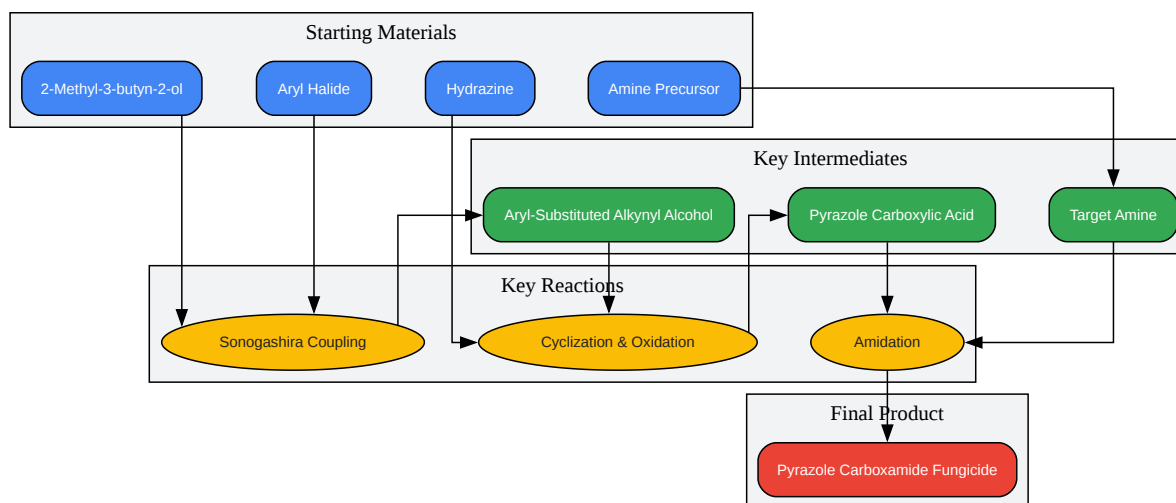 Starting Materials
2-Methyl-3-butyn-2-ol
Aryl Halide
Hydrazine
Amine Precursor
Key Intermediates
Aryl-Substituted Alkynyl Alcohol
Pyrazole Carboxylic Acid
Target Amine
Key Reactions
Sonogashira Coupling
Cyclization & Oxidation
Amidation
Final Product
Pyrazole Carboxamide Fungicide